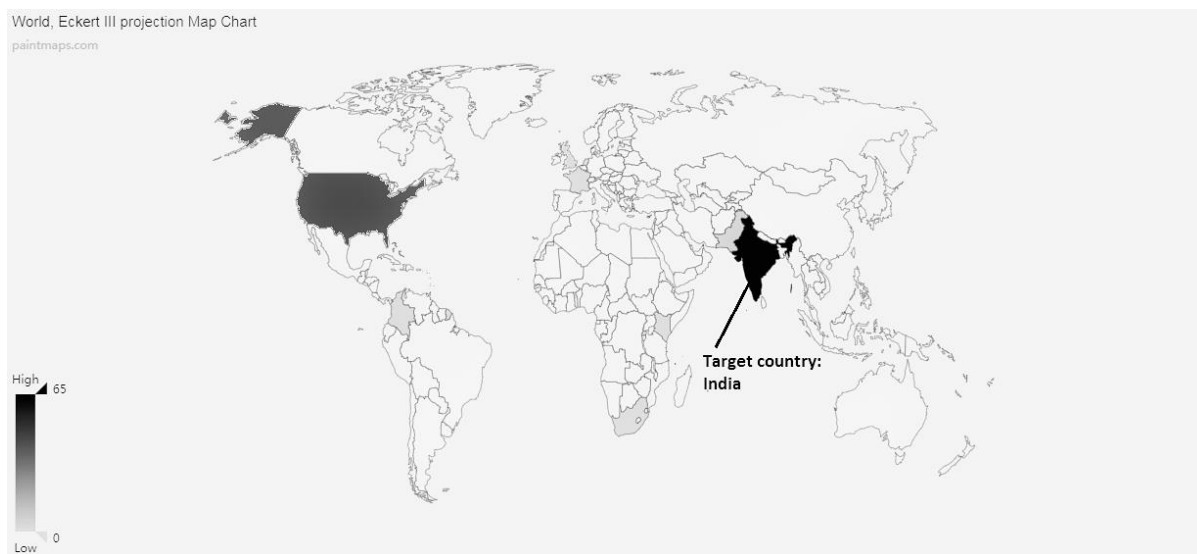 World, Eckert III projection Map Chart
paintmaps.com
Target country:
India
High
65
0
Low